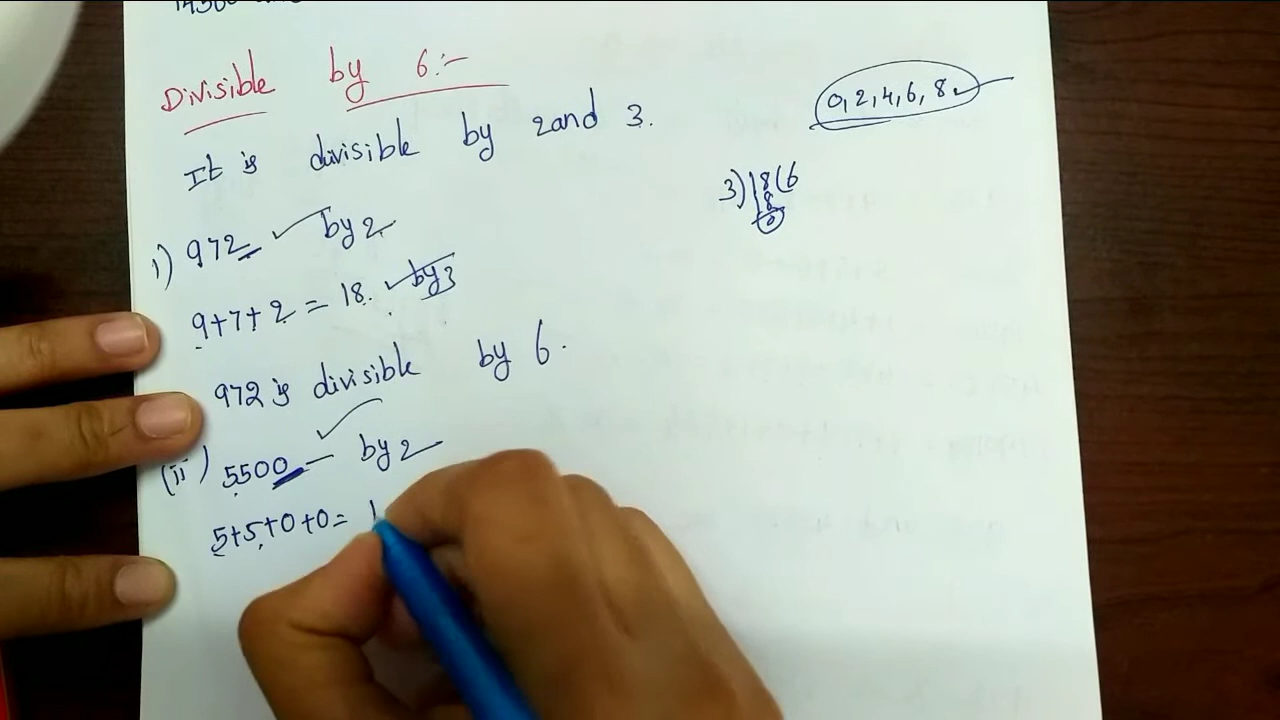 Divisible by 6:-
0, 2, 4, 6, 8.
It is divisible by 2 and 3.
3)18(6
18
0
i) 972 ✓ by 2
9+7+2 = 18. ✓ by 3
972 is divisible by 6.
(ii) 5500 — ✓ by 2
5+5+0+0= 1